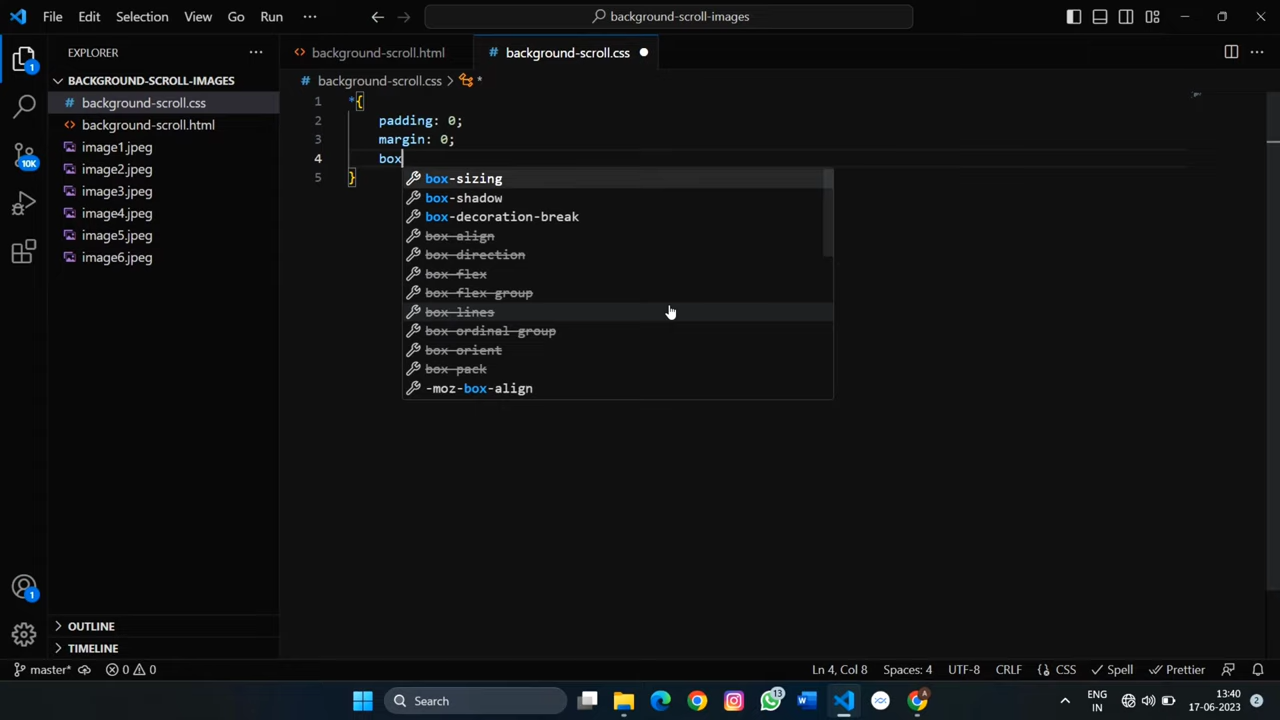 File Edit Selection View Go Run ··· background-scroll-images
EXPLORER ···
background-scroll.html # background-scroll.css
BACKGROUND-SCROLL-IMAGES
# background-scroll.css > *
# background-scroll.css
<> background-scroll.html
image1.jpeg
image2.jpeg
image3.jpeg
image4.jpeg
image5.jpeg
image6.jpeg
1 *{
2 padding: 0;
3 margin: 0;
4 box
5 }
box-sizing
box-shadow
box-decoration-break
box-align
box-direction
box-flex
box-flex-group
box-lines
box-ordinal-group
box-orient
box-pack
-moz-box-align
1
10K
1
OUTLINE
TIMELINE
master* 0 0 Ln 4, Col 8 Spaces: 4 UTF-8 CRLF {} CSS Spell Prettier
Search 13 ENG IN 13:40 17-06-2023 2